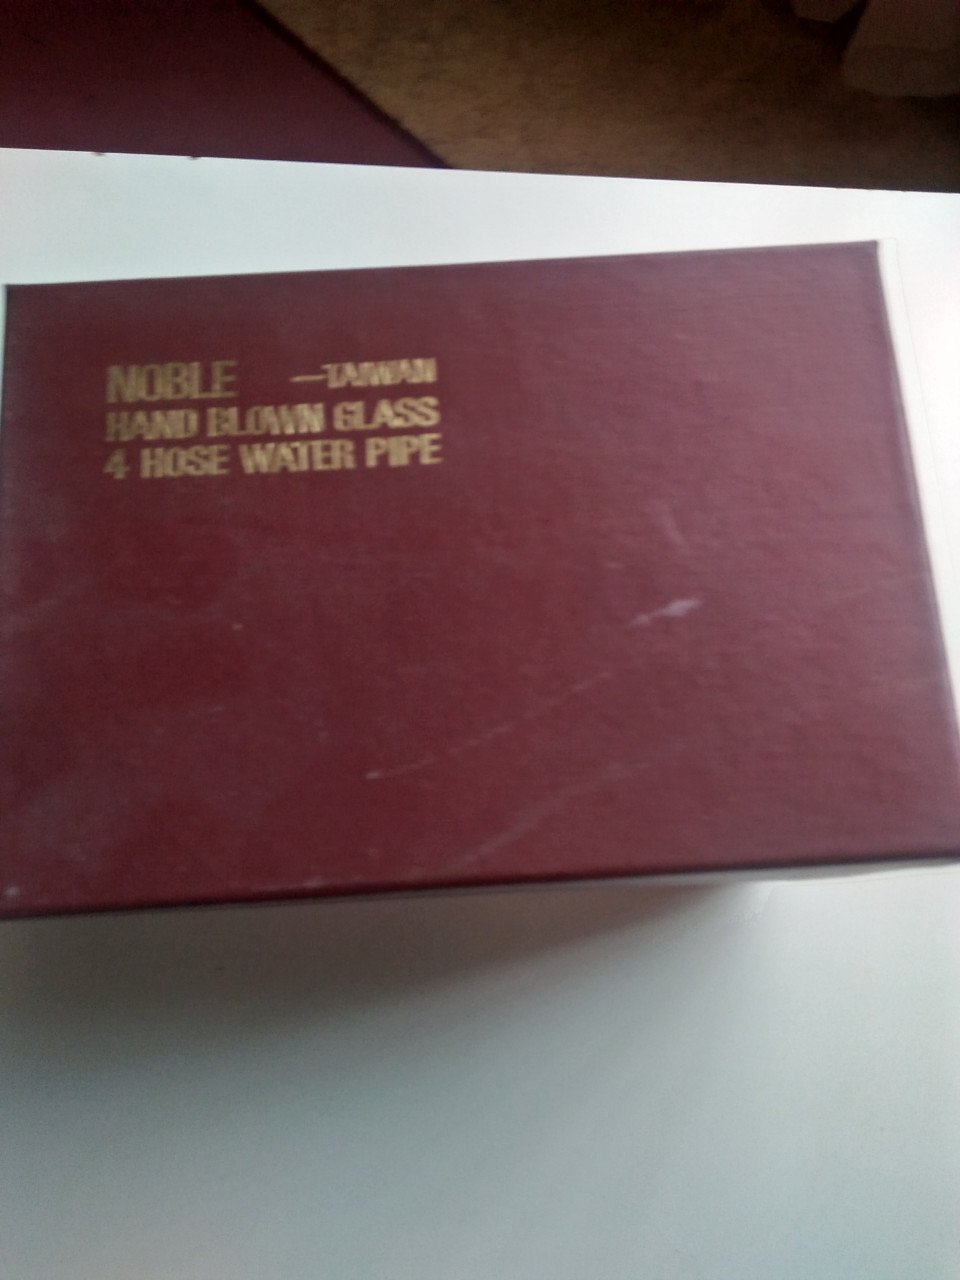 NOBLE —TAIWAN
HAND BLOWN GLASS
4 HOSE WATER PIPE